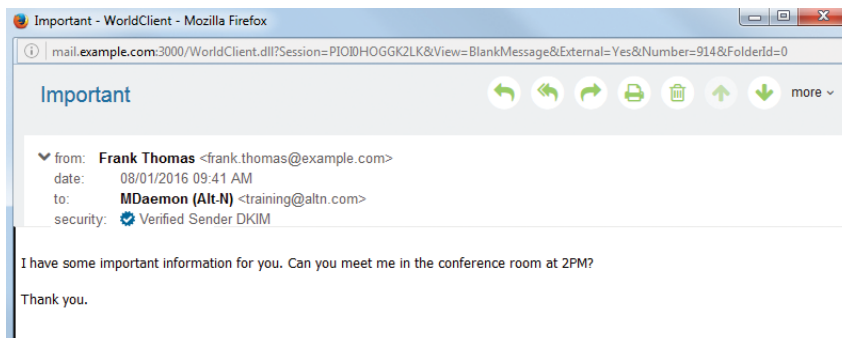 Important - WorldClient - Mozilla Firefox
mail.example.com:3000/WorldClient.dll?Session=PIOI0HOGGK2LK&View=BlankMessage&External=Yes&Number=914&FolderId=0
Important more
from: Frank Thomas <frank.thomas@example.com>
date: 08/01/2016 09:41 AM
to: MDaemon (Alt-N) <training@altn.com>
security: Verified Sender DKIM
I have some important information for you. Can you meet me in the conference room at 2PM?
Thank you.